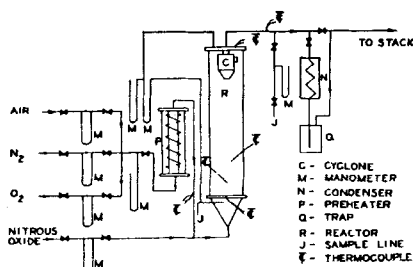 TO STACK
C
R
N
M
J
Q
P
M M
AIR
M
N₂
M
M
O₂
M
J
NITROUS
OXIDE
M
C - CYCLONE
M - MANOMETER
N - CONDENSER
P - PREHEATER
Q - TRAP
R - REACTOR
J - SAMPLE LINE
- THERMOCOUPLE